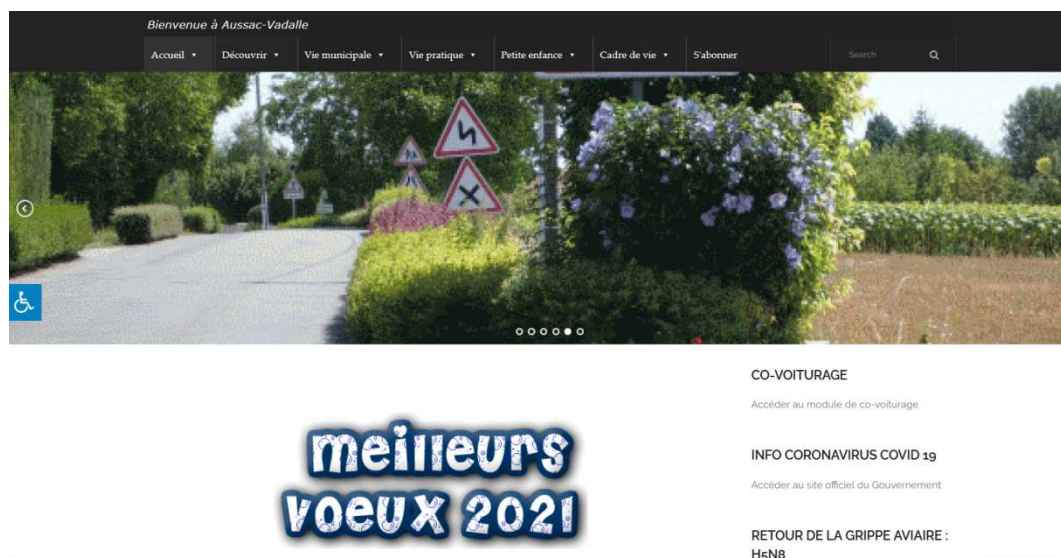 Bienvenue à Aussac-Vadalle
Accueil Découvrir Vie municipale Vie pratique Petite enfance Cadre de vie S'abonner Search
CO-VOITURAGE
Accéder au module de co-voiturage
meilleurs
voeux 2021
INFO CORONAVIRUS COVID 19
Accéder au site officiel du Gouvernement
RETOUR DE LA GRIPPE AVIAIRE :
H5N8